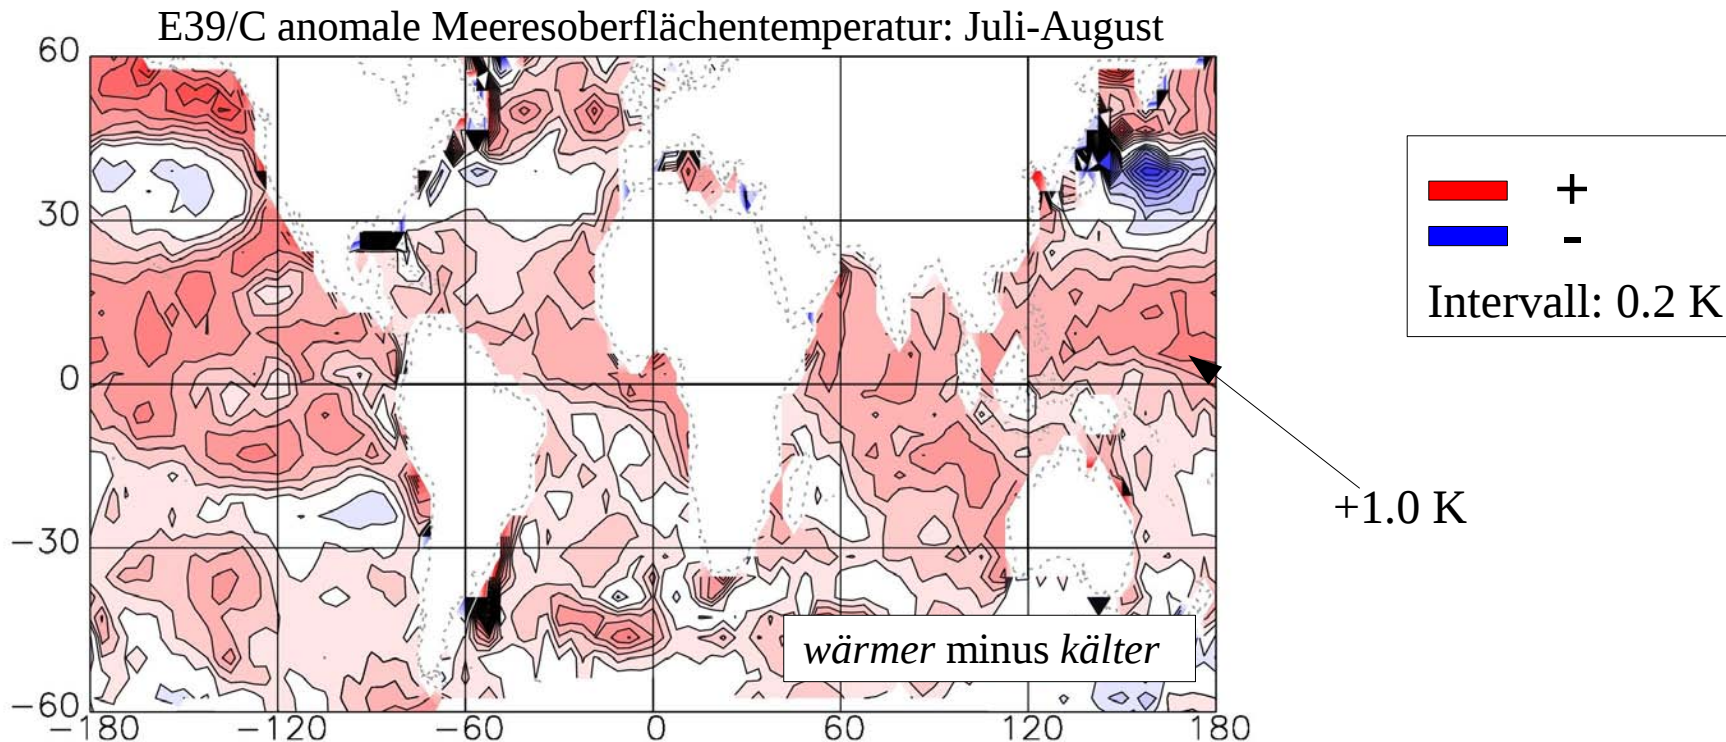 E39/C anomale Meeresoberflächentemperatur: Juli-August
60
30
0
−30
−60
−180 −120 −60 0 60 120 180
wärmer minus kälter
+
-
Intervall: 0.2 K
+1.0 K